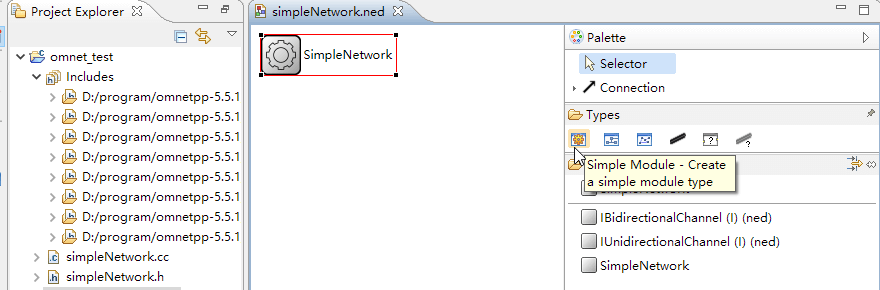 Project Explorer
omnet_test
Includes
D:/program/omnetpp-5.5.1
D:/program/omnetpp-5.5.1
D:/program/omnetpp-5.5.1
D:/program/omnetpp-5.5.1
D:/program/omnetpp-5.5.1
D:/program/omnetpp-5.5.1
D:/program/omnetpp-5.5.1
D:/program/omnetpp-5.5.1
simpleNetwork.cc
simpleNetwork.h
simpleNetwork.ned
SimpleNetwork
Palette
Selector
Connection
Types
Simple Module - Create
a simple module type
IBidirectionalChannel (I) (ned)
IUnidirectionalChannel (I) (ned)
SimpleNetwork